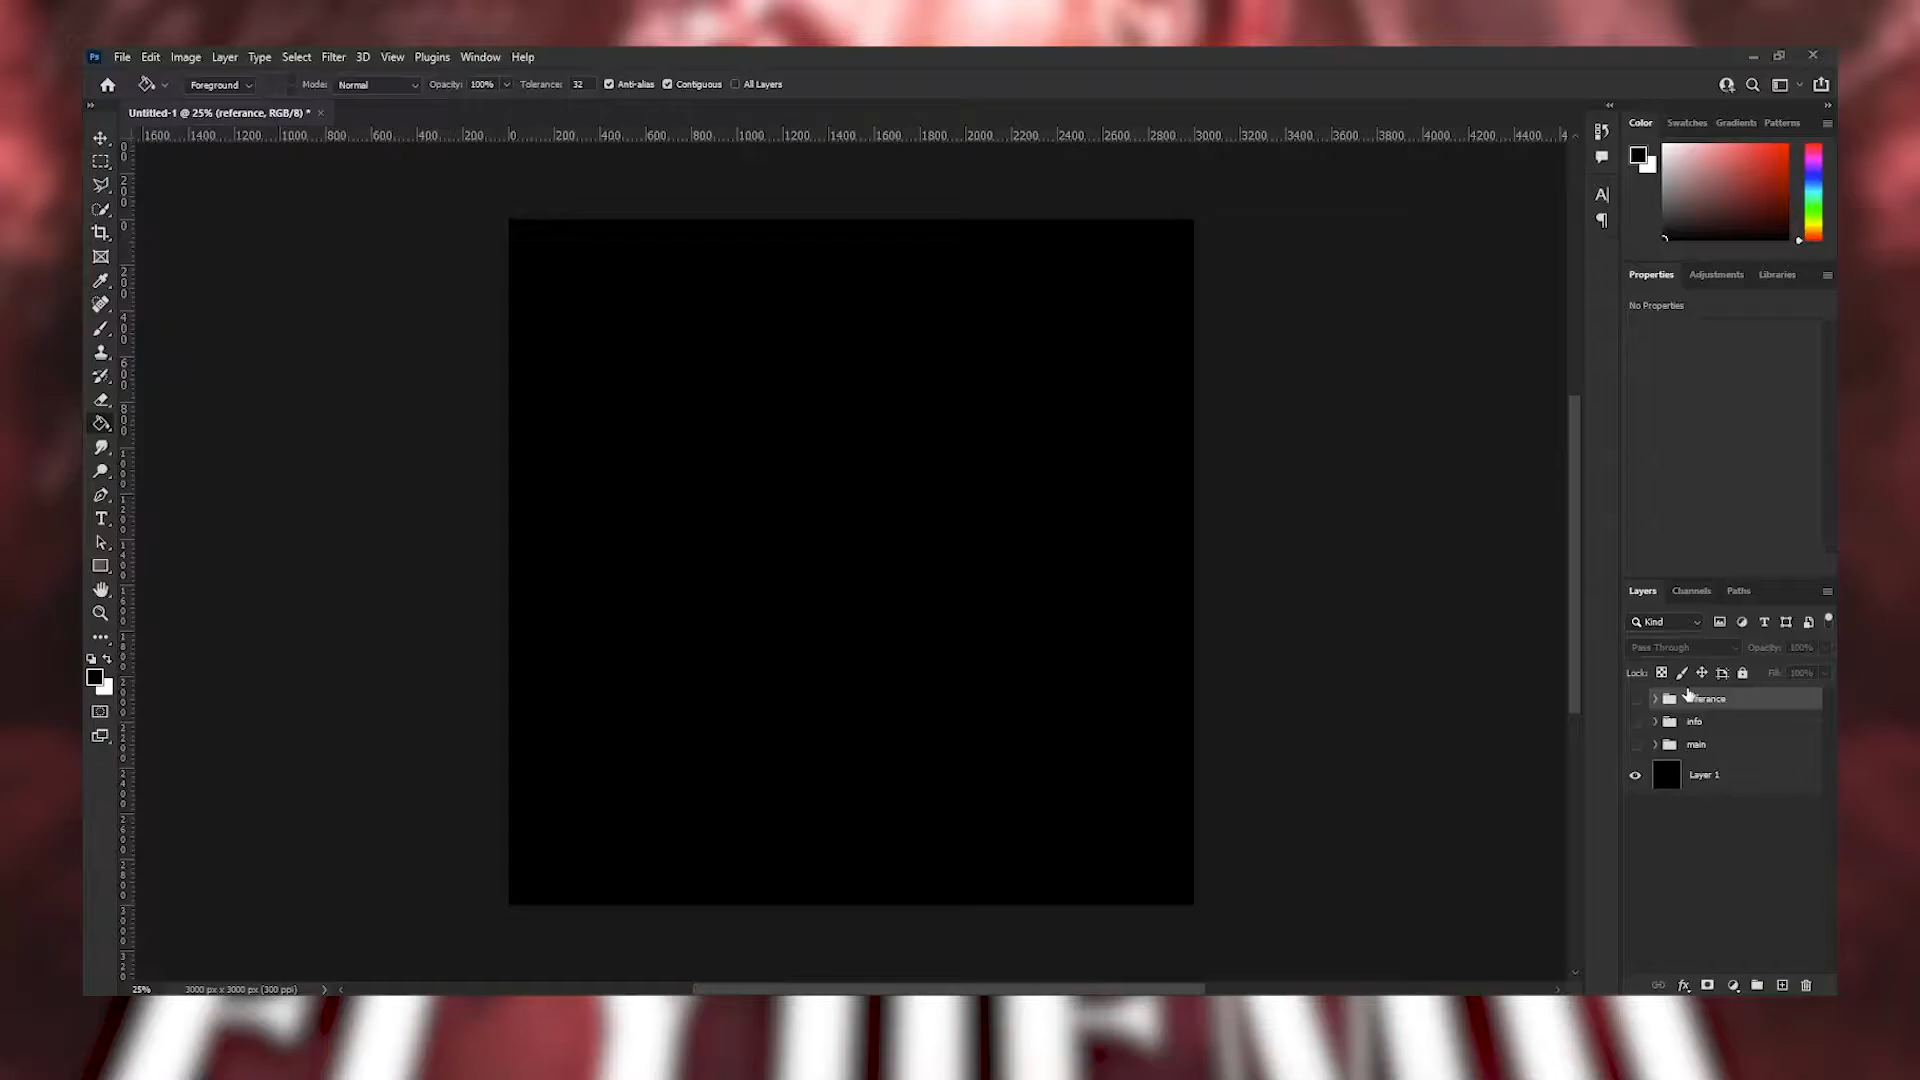 Ps File Edit Image Layer Type Select Filter 3D View Plugins Window Help
Foreground Mode: Normal Opacity: 100% Tolerance: 32 Anti-alias Contiguous All Layers
Untitled-1 @ 25% (referance, RGB/8) * ×
1600 1400 1200 1000 800 600 400 200 0 200 400 600 800 1000 1200 1400 1600 1800 2000 2200 2400 2600 2800 3000 3200 3400 3600 3800 4000 4200 4400 4
Color Swatches Gradients Patterns
Properties Adjustments Libraries
No Properties
Layers Channels Paths
Kind
Pass Through Opacity: 100%
Lock: Fill: 100%
erance
info
main
Layer 1
25% 3000 px x 3000 px (300 ppi)